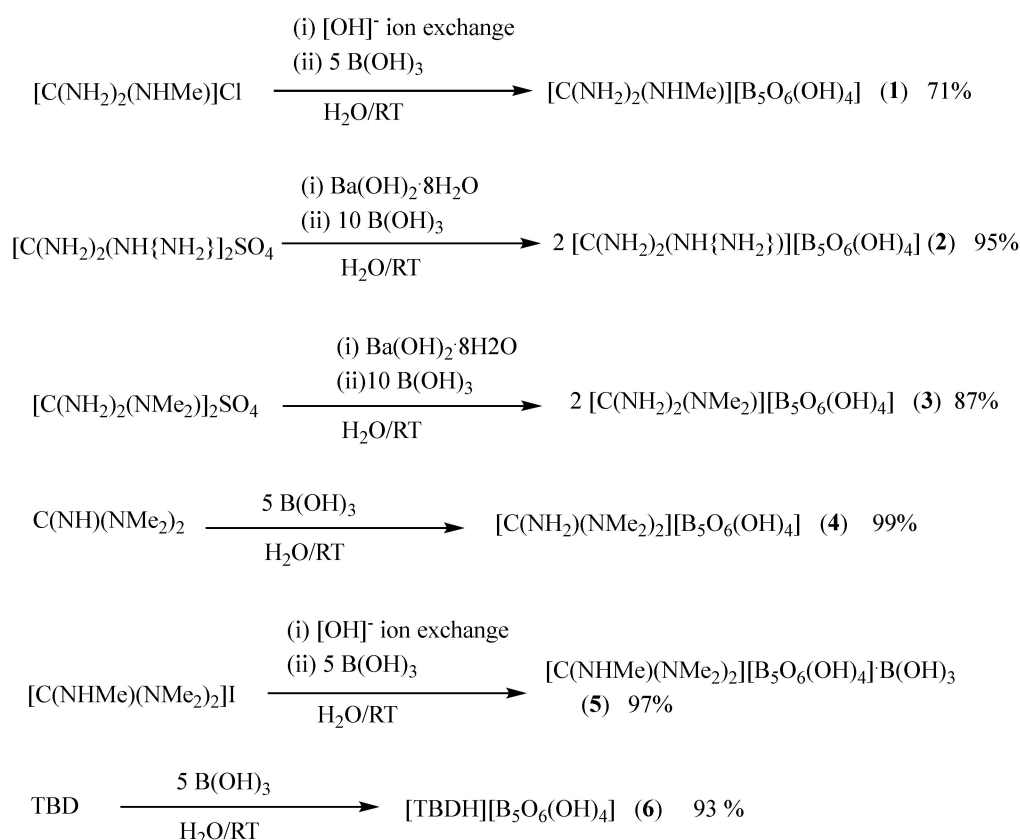 (i) [OH]⁻ ion exchange
(ii) 5 B(OH)₃
[C(NH₂)₂(NHMe)]Cl
H₂O/RT
[C(NH₂)₂(NHMe)][B₅O₆(OH)₄] (1) 71%
(i) Ba(OH)₂·8H₂O
(ii) 10 B(OH)₃
[C(NH₂)₂(NH{NH₂}]₂SO₄
H₂O/RT
2 [C(NH₂)₂(NH{NH₂})][B₅O₆(OH)₄] (2) 95%
(i) Ba(OH)₂·8H2O
(ii)10 B(OH)₃
[C(NH₂)₂(NMe₂)]₂SO₄
H₂O/RT
2 [C(NH₂)₂(NMe₂)][B₅O₆(OH)₄] (3) 87%
5 B(OH)₃
C(NH)(NMe₂)₂
H₂O/RT
[C(NH₂)(NMe₂)₂][B₅O₆(OH)₄] (4) 99%
(i) [OH]⁻ ion exchange
(ii) 5 B(OH)₃
[C(NHMe)(NMe₂)₂]I
H₂O/RT
[C(NHMe)(NMe₂)₂][B₅O₆(OH)₄]·B(OH)₃
(5) 97%
5 B(OH)₃
TBD
H₂O/RT
[TBDH][B₅O₆(OH)₄] (6) 93 %